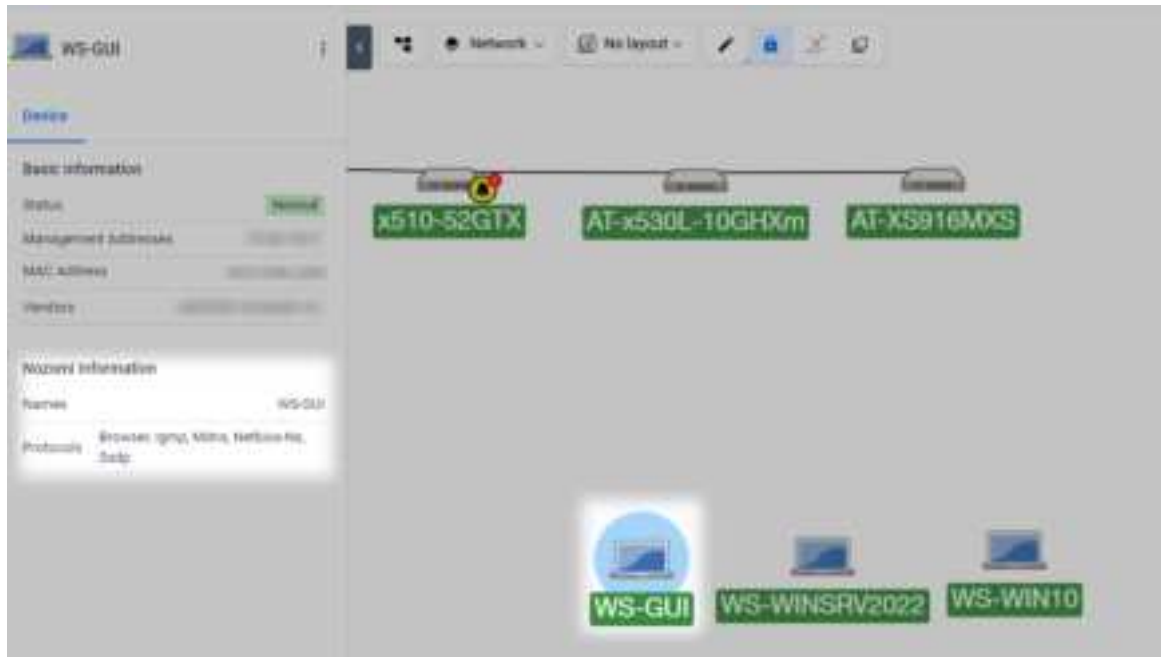 WS-GUI
Network
No layout
Device
Basic information
Status Normal
Management Addresses
MAC Address
Vendors
x510-52GTX
AT-x530L-10GHXm
AT-XS916MXS
Nozomi Information
Names WS-GUI
Protocols Browser, Igmp, Mdns, Netbios-Ns,
Ssdp
WS-GUI
WS-WINSRV2022
WS-WIN10